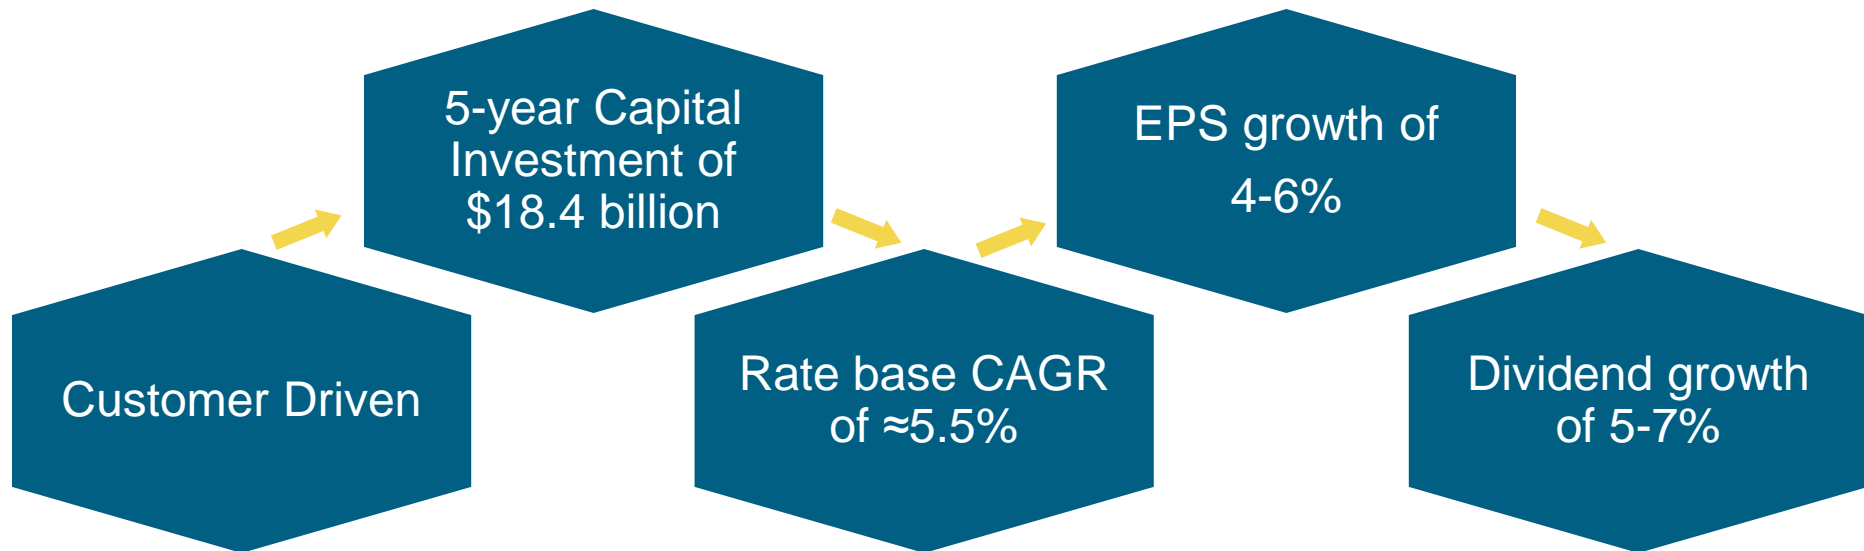 Customer Driven
5-year Capital
Investment of
$18.4 billion
Rate base CAGR
of ≈5.5%
EPS growth of
4-6%
Dividend growth
of 5-7%